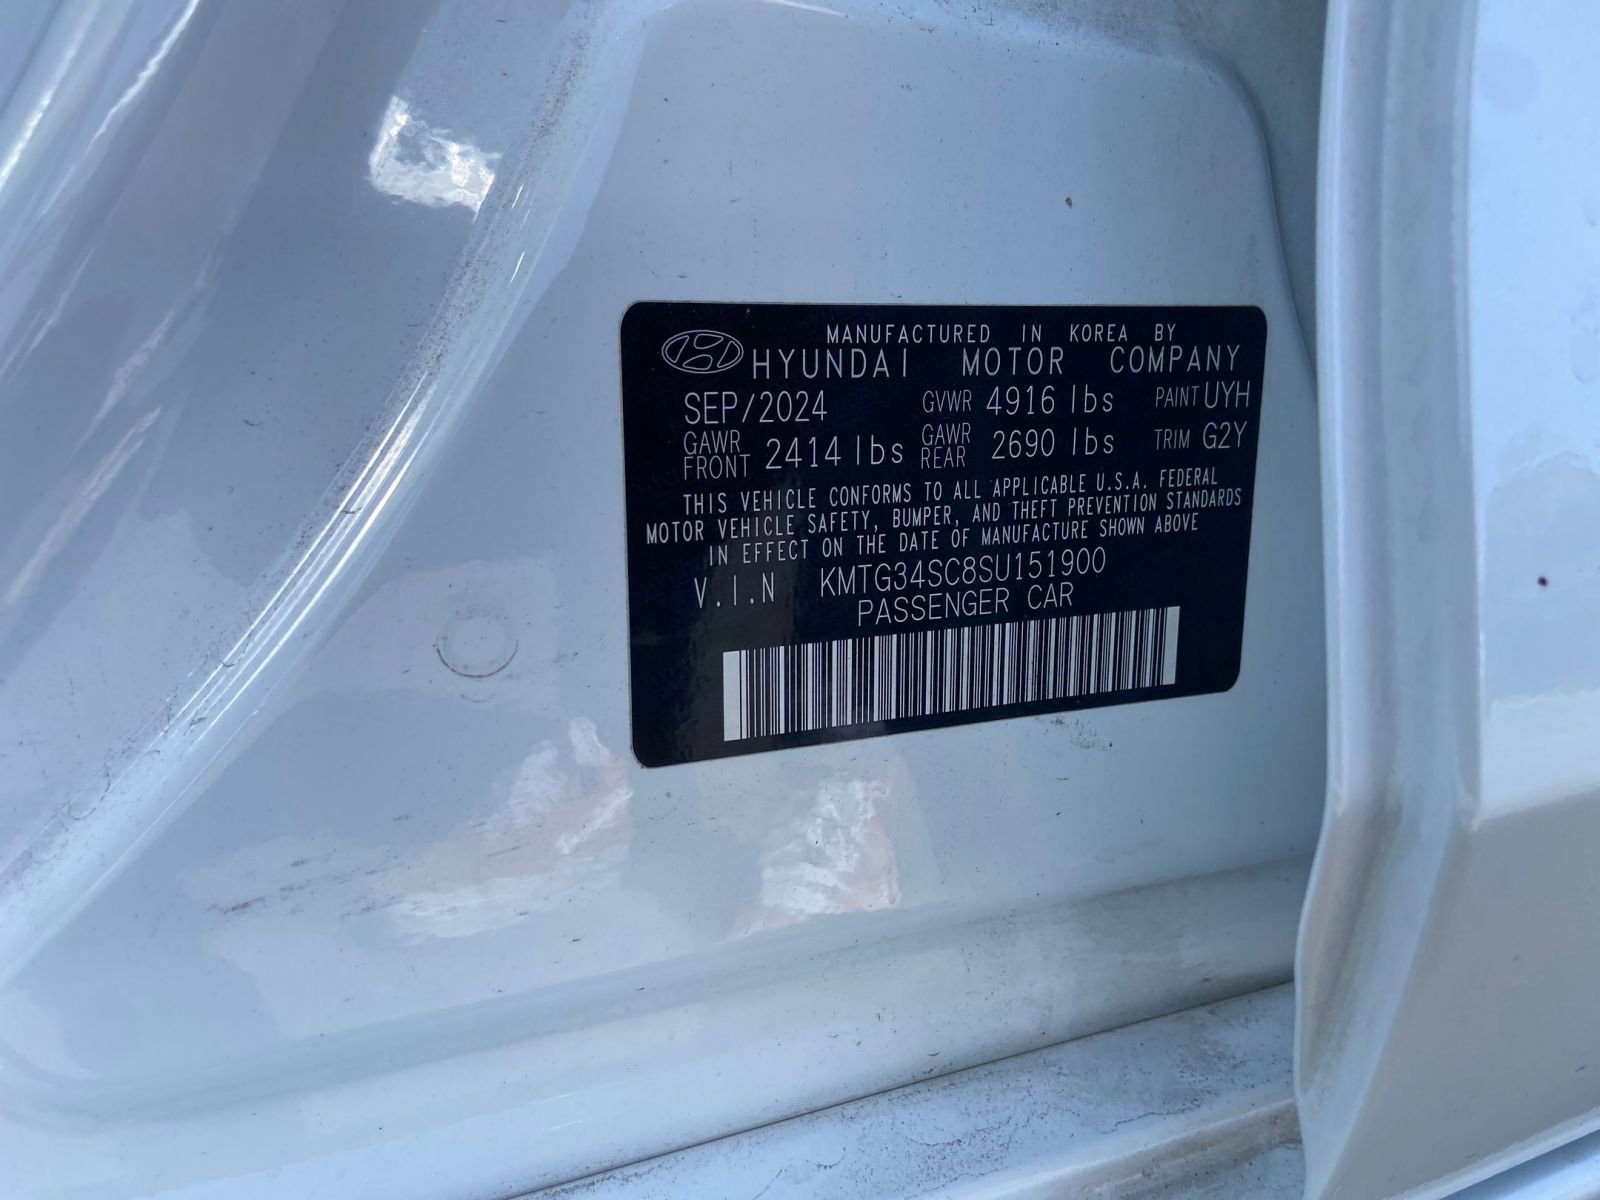 MANUFACTURED IN KOREA BY
HYUNDAI MOTOR COMPANY
SEP/2024 GVWR 4916 lbs PAINT UYH
GAWR FRONT 2414 lbs GAWR REAR 2690 lbs TRIM G2Y
THIS VEHICLE CONFORMS TO ALL APPLICABLE U.S.A. FEDERAL
MOTOR VEHICLE SAFETY, BUMPER, AND THEFT PREVENTION STANDARDS
IN EFFECT ON THE DATE OF MANUFACTURE SHOWN ABOVE
V.I.N KMTG34SC8SU151900
PASSENGER CAR